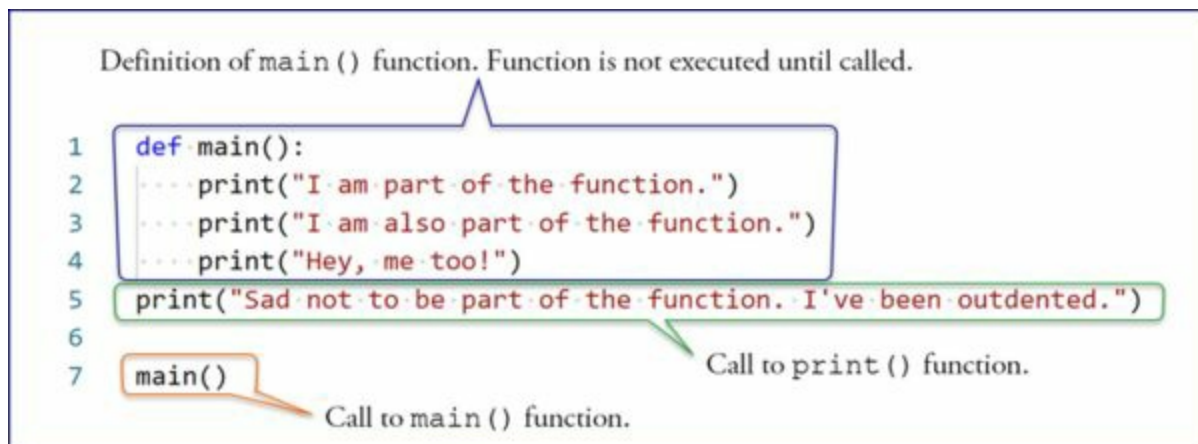 Definition of main() function. Function is not executed until called.
1 def main():
2 print("I am part of the function.")
3 print("I am also part of the function.")
4 print("Hey, me too!")
5 print("Sad not to be part of the function. I've been outdented.")
6
Call to print() function.
7 main()
Call to main() function.